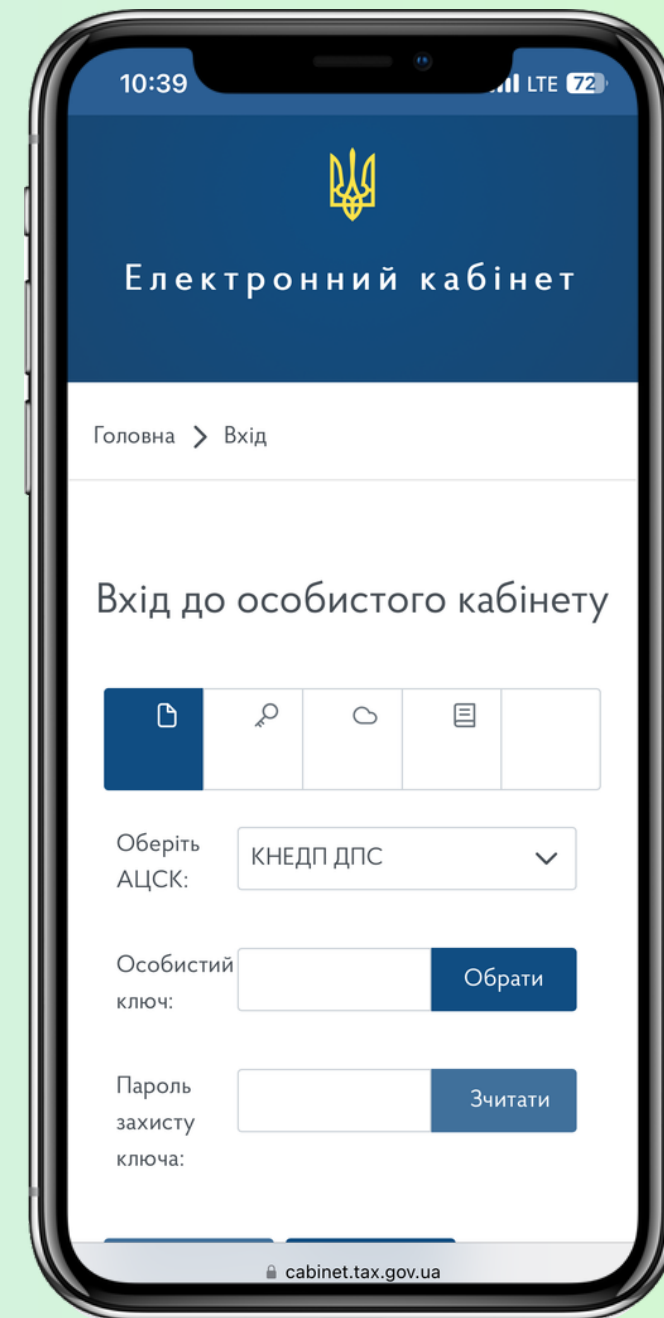 10:39
LTE 72
Електронний кабінет
Головна > Вхід
Вхід до особистого кабінету
Оберіть
АЦСК:
КНЕДП ДПС
Особистий
ключ:
Обрати
Пароль
захисту
ключа:
Зчитати
cabinet.tax.gov.ua